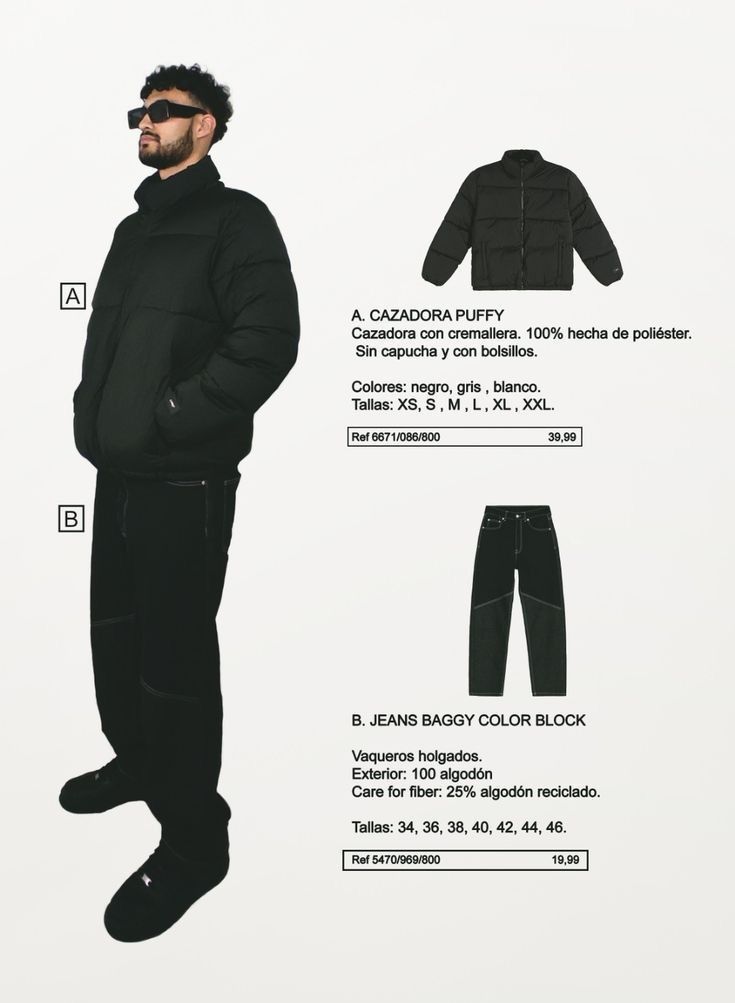 A
A. CAZADORA PUFFY
Cazadora con cremallera. 100% hecha de poliéster.
Sin capucha y con bolsillos.
Colores: negro, gris , blanco.
Tallas: XS, S , M , L , XL , XXL.
Ref 6671/086/800 39,99
B
B. JEANS BAGGY COLOR BLOCK
Vaqueros holgados.
Exterior: 100 algodón
Care for fiber: 25% algodón reciclado.
Tallas: 34, 36, 38, 40, 42, 44, 46.
Ref 5470/969/800 19,99